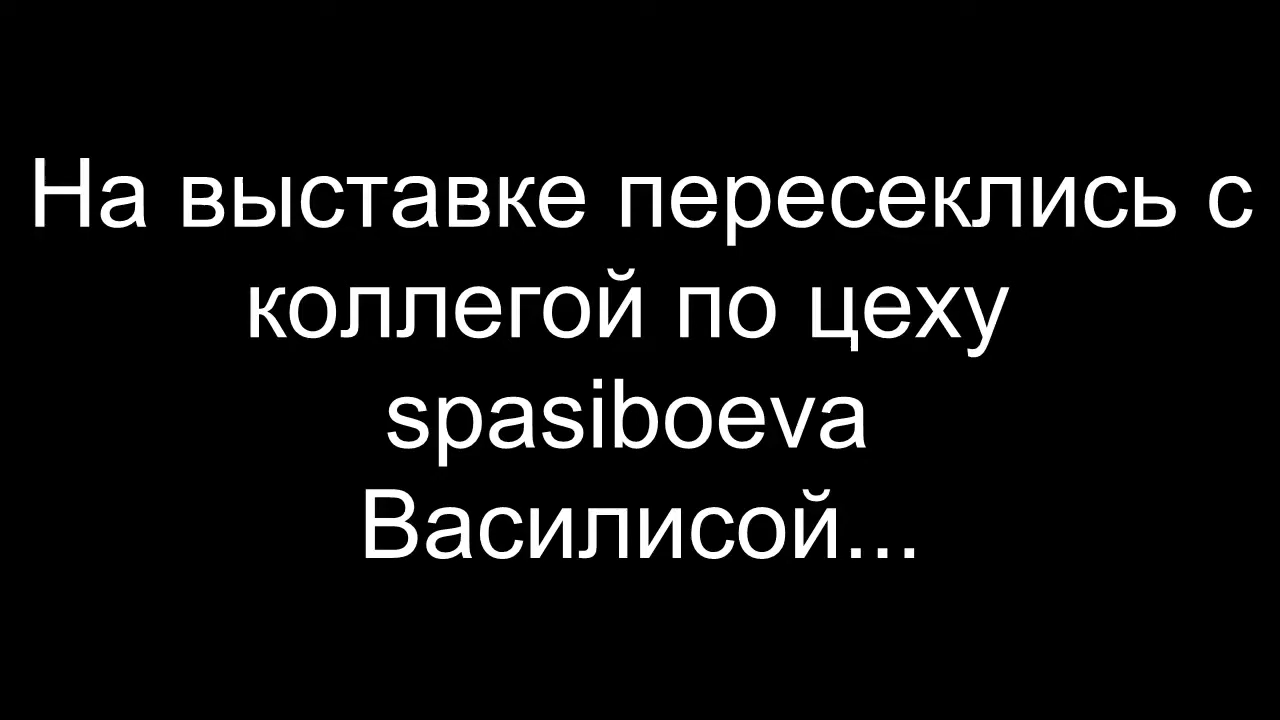 На выставке пересеклись с
коллегой по цеху
spasiboeva
Василисой...